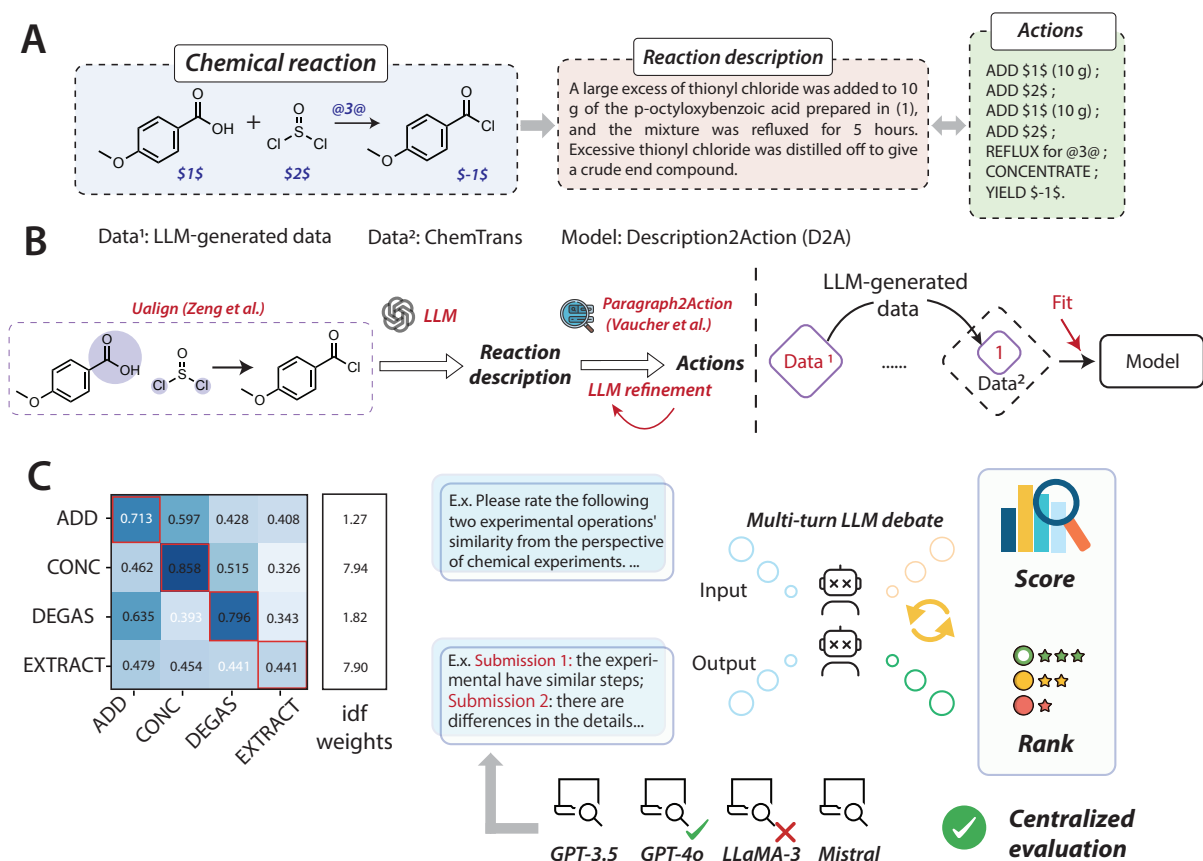 A
Chemical reaction
O
OH
+
O
S
Cl
Cl
@3@
O
Cl
O
O
$1$
$2$
$-1$
Reaction description
A large excess of thionyl chloride was added to 10
g of the p-octyloxybenzoic acid prepared in (1),
and the mixture was refluxed for 5 hours.
Excessive thionyl chloride was distilled off to give
a crude end compound.
Actions
ADD $1$ (10 g) ;
ADD $2$ ;
ADD $1$ (10 g) ;
ADD $2$ ;
REFLUX for @3@ ;
CONCENTRATE ;
YIELD $-1$.
B
Data¹: LLM-generated data
Data²: ChemTrans
Model: Description2Action (D2A)
Ualign (Zeng et al.)
O
OH
O
O
S
Cl
Cl
O
Cl
O
LLM
Reaction
description
Paragraph2Action
(Vaucher et al.)
Actions
LLM refinement
LLM-generated
data
Data ¹
......
1
Data²
Fit
Model
C
ADD
0.713 0.597 0.428 0.408
1.27
CONC
0.462 0.858 0.515 0.326
7.94
DEGAS
0.635 0.393 0.796 0.343
1.82
EXTRACT
0.479 0.454 0.441 0.441
7.90
ADD
CONC
DEGAS
EXTRACT
idf
weights
E.x. Please rate the following
two experimental operations'
similarity from the perspective
of chemical experiments. ...
E.x. Submission 1: the experi-
mental have similar steps;
Submission 2: there are
differences in the details...
Multi-turn LLM debate
Input
Output
Score
Rank
GPT-3.5
GPT-4o
LLaMA-3
Mistral
Centralized
evaluation